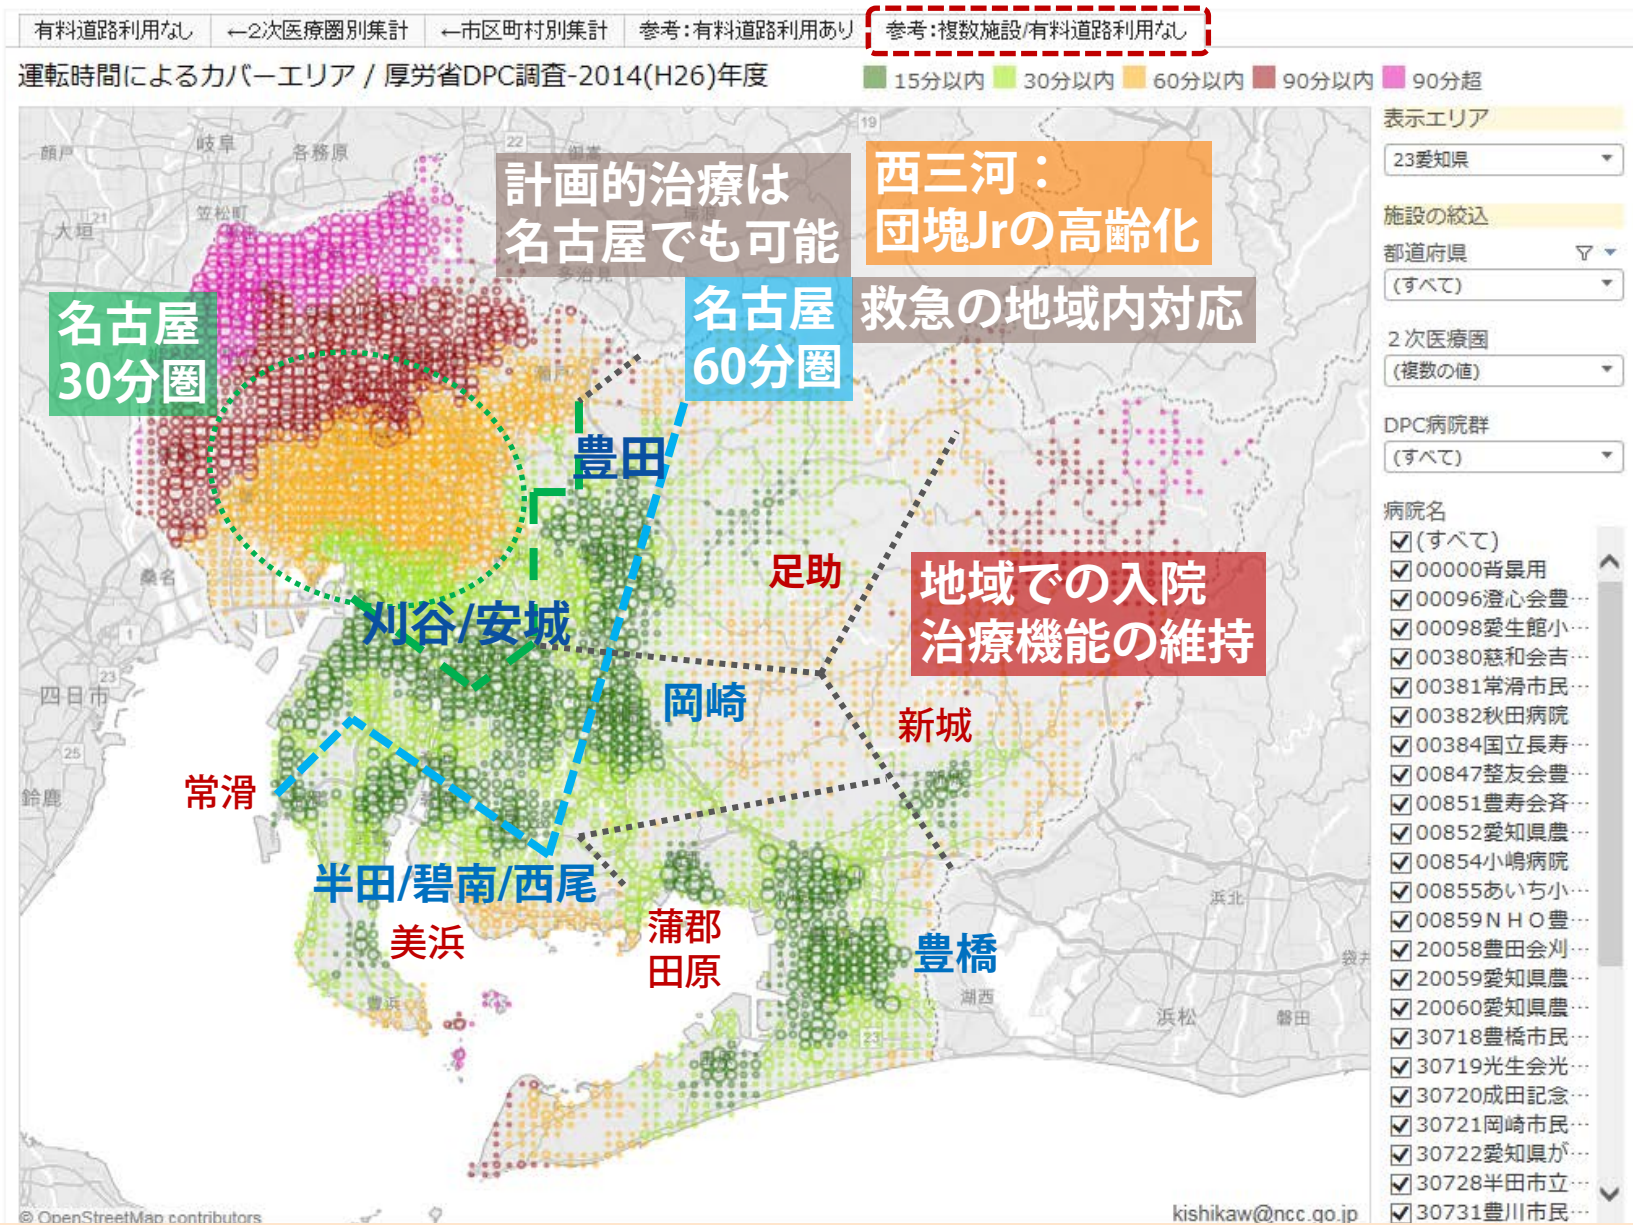 有料道路利用なし
←2次医療圏別集計
←市区町村別集計
参考:有料道路利用あり
参考:複数施設/有料道路利用なし
運転時間によるカバーエリア / 厚労省DPC調査-2014(H26)年度
15分以内
30分以内
60分以内
90分以内
90分超
表示エリア
23愛知県
施設の絞込
都道府県
(すべて)
2次医療圏
(複数の値)
DPC病院群
(すべて)
病院名
(すべて)
00000背景用
00096澄心会豊…
00098愛生館小…
00380慈和会吉…
00381常滑市民…
00382秋田病院
00384国立長寿…
00847整友会豊…
00851豊寿会斉…
00852愛知県農…
00854小嶋病院
00855あいち小…
00859NHO豊…
20058豊田会刈…
20059愛知県農…
20060愛知県農…
30718豊橋市民…
30719光生会光…
30720成田記念…
30721岡崎市民…
30722愛知県が…
30728半田市立…
30731豊川市民…
計画的治療は
名古屋でも可能
西三河：
団塊Jrの高齢化
名古屋
30分圏
名古屋
60分圏
救急の地域内対応
豊田
足助
地域での入院
治療機能の維持
刈谷/安城
岡崎
新城
常滑
半田/碧南/西尾
美浜
蒲郡
田原
豊橋
岐阜
各務原
22
19
笠松町
21
大垣
多治見
桑名
1
23
四日市
25
鈴鹿
豊浜
浜北
袋井
湖西
浜松
磐田
23
© OpenStreetMap contributors
kishikaw@ncc.go.jp